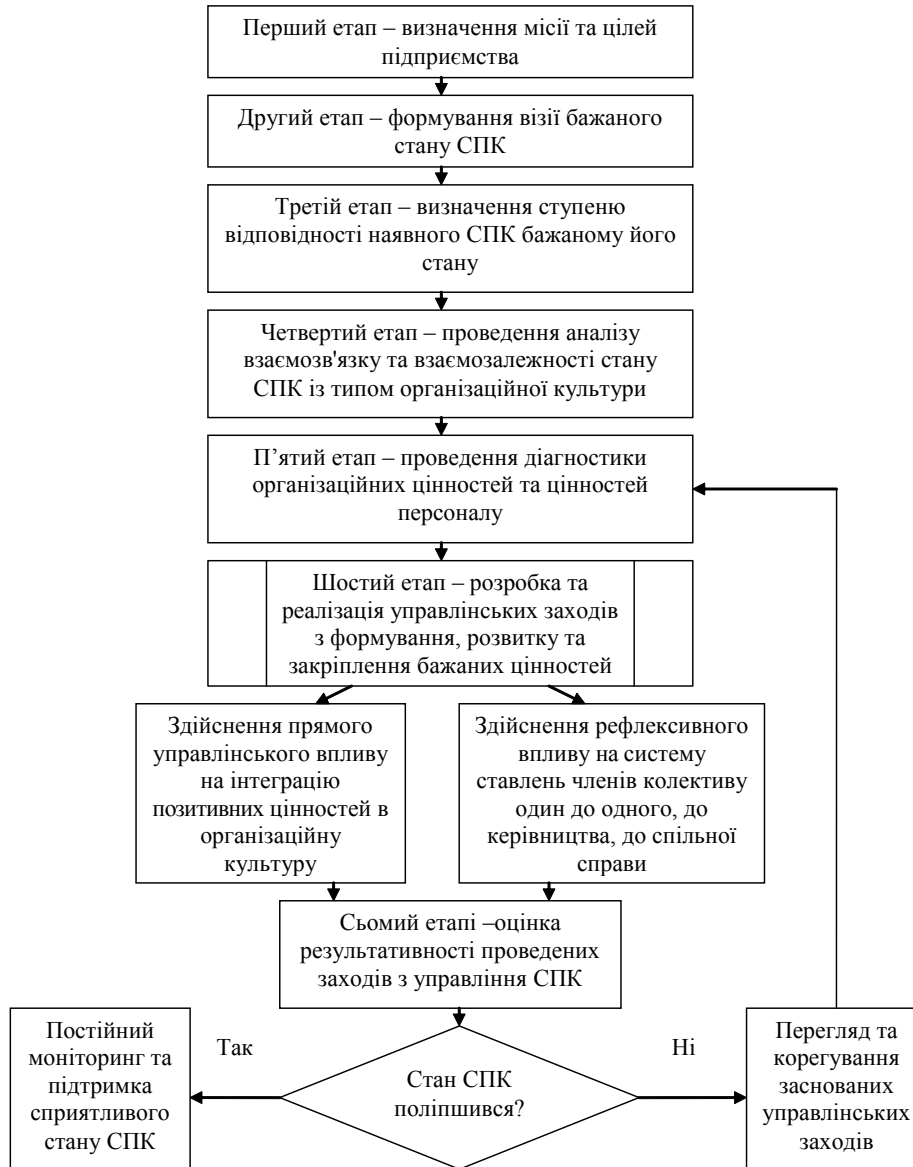 Перший етап – визначення місії та цілей
підприємства
Другий етап – формування візії бажаного
стану СПК
Третій етап – визначення ступеню
відповідності наявного СПК бажаному його
стану
Четвертий етап – проведення аналізу
взаємозв'язку та взаємозалежності стану
СПК із типом організаційної культури
П’ятий етап – проведення діагностики
організаційних цінностей та цінностей
персоналу
Шостий етап – розробка та
реалізація управлінських заходів
з формування, розвитку та
закріплення бажаних цінностей
Здійснення прямого
управлінського впливу
на інтеграцію
позитивних цінностей в
організаційну
культуру
Здійснення рефлексивного
впливу на систему
ставлень членів колективу
один до одного, до
керівництва, до спільної
справи
Сьомий етапі –оцінка
результативності проведених
заходів з управління СПК
Постійний
моніторинг та
підтримка
сприятливого
стану СПК
Так
Стан СПК
поліпшився?
Ні
Перегляд та
корегування
заснованих
управлінських
заходів